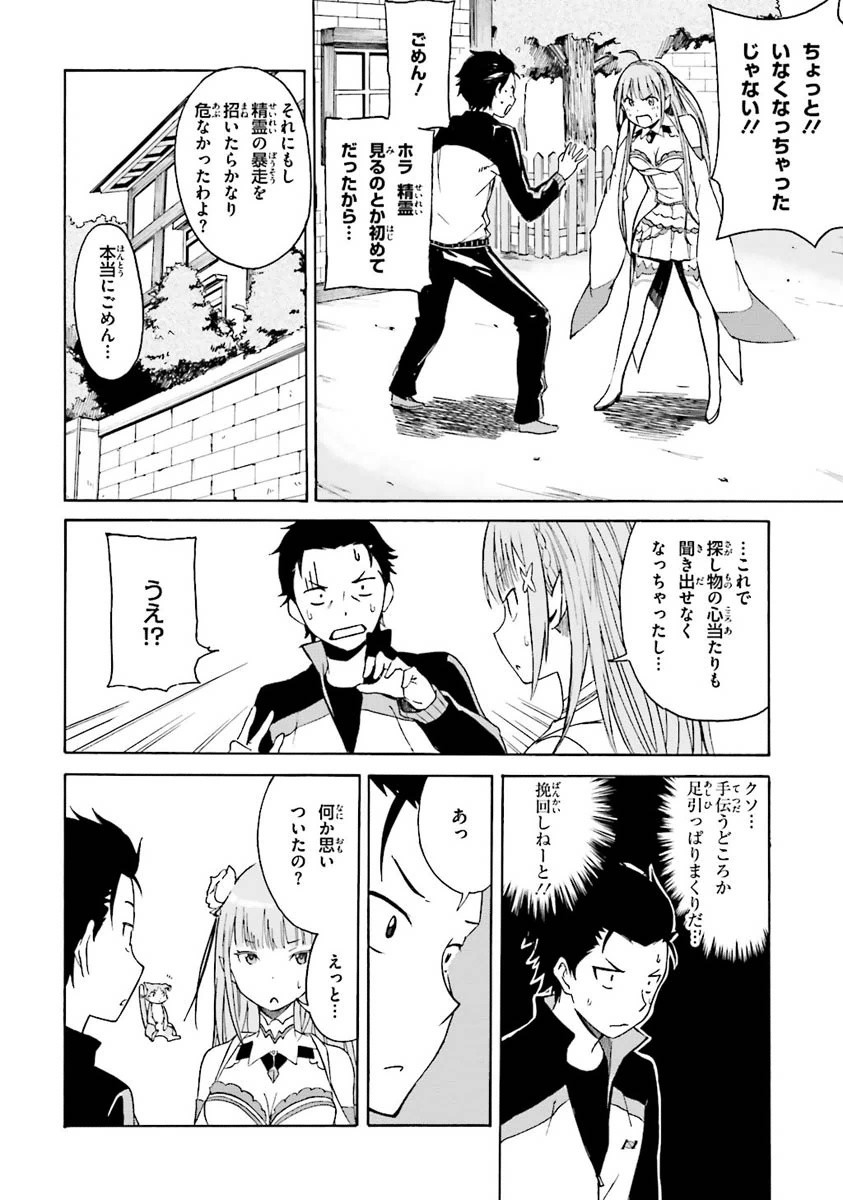 ちょっと!!
いなくなっちゃった
じゃない!!
ごめん!
ホラ 精霊
見るのとか初めて
だったから…
それにもし
精霊の暴走を
招いたらかなり
危なかったわよ?
本当にごめん…
…これで
探し物の心当たりも
聞き出せなく
なっちゃったし…
うえ!?
クソ…
手伝うどころか
足引っぱりまくりだ…
挽回しねーと!!
あっ
何か思い
ついたの?
えっと…